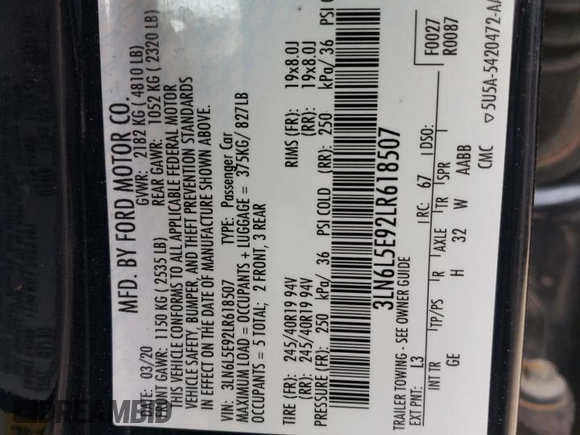 MFD. BY FORD MOTOR CO.
DATE: 03/20 GVWR: 2182 KG (4810 LB)
FRONT GAWR: 1150 KG (2535 LB) REAR GAWR: 1052 KG (2320 LB)
THIS VEHICLE CONFORMS TO ALL APPLICABLE FEDERAL MOTOR
VEHICLE SAFETY, BUMPER, AND THEFT PREVENTION STANDARDS
IN EFFECT ON THE DATE OF MANUFACTURE SHOWN ABOVE.
VIN: 3LN6L5E92LR618507 TYPE: Passenger Car
MAXIMUM LOAD = OCCUPANTS + LUGGAGE = 375KG/ 827LB
OCCUPANTS = 5 TOTAL; 2 FRONT, 3 REAR
TIRE (FR): 245/40R19 94V RIMS (FR): 19x8.0J
(RR): 245/40R19 94V (RR): 19x8.0J
PRESSURE (FR): 250 kPa/ 36 PSI COLD (RR): 250 kPa/ 36 PSI
3LN6L5E92LR618507
TRAILER TOWING - SEE OWNER GUIDE
EXT PNT: L3 RC: 67 DSO: F0027
R0087
INT TR TP/PS R AXLE TR SPR
GE H 32 W AABB
CMC ▽5U5A-5420472-A
DREAMBID